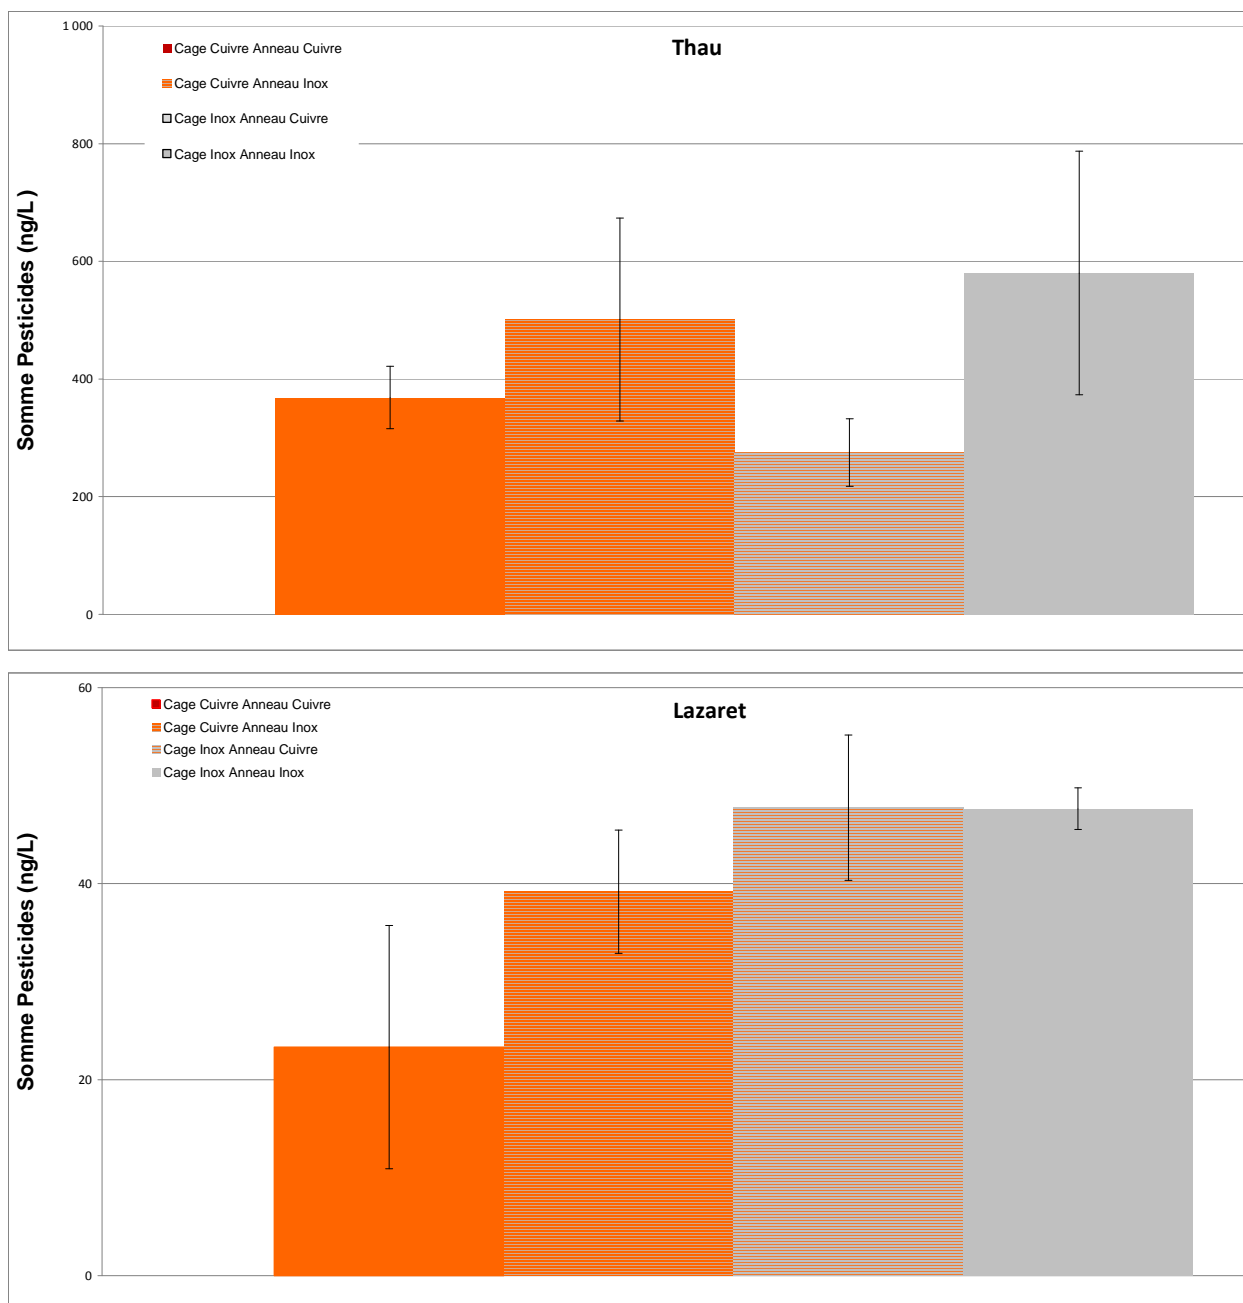 Thau
Cage Cuivre Anneau Cuivre
Cage Cuivre Anneau Inox
Cage Inox Anneau Cuivre
Cage Inox Anneau Inox
Somme Pesticides (ng/L )
1 000
800
600
400
200
0
Lazaret
Cage Cuivre Anneau Cuivre
Cage Cuivre Anneau Inox
Cage Inox Anneau Cuivre
Cage Inox Anneau Inox
Somme Pesticides (ng/L)
60
40
20
0